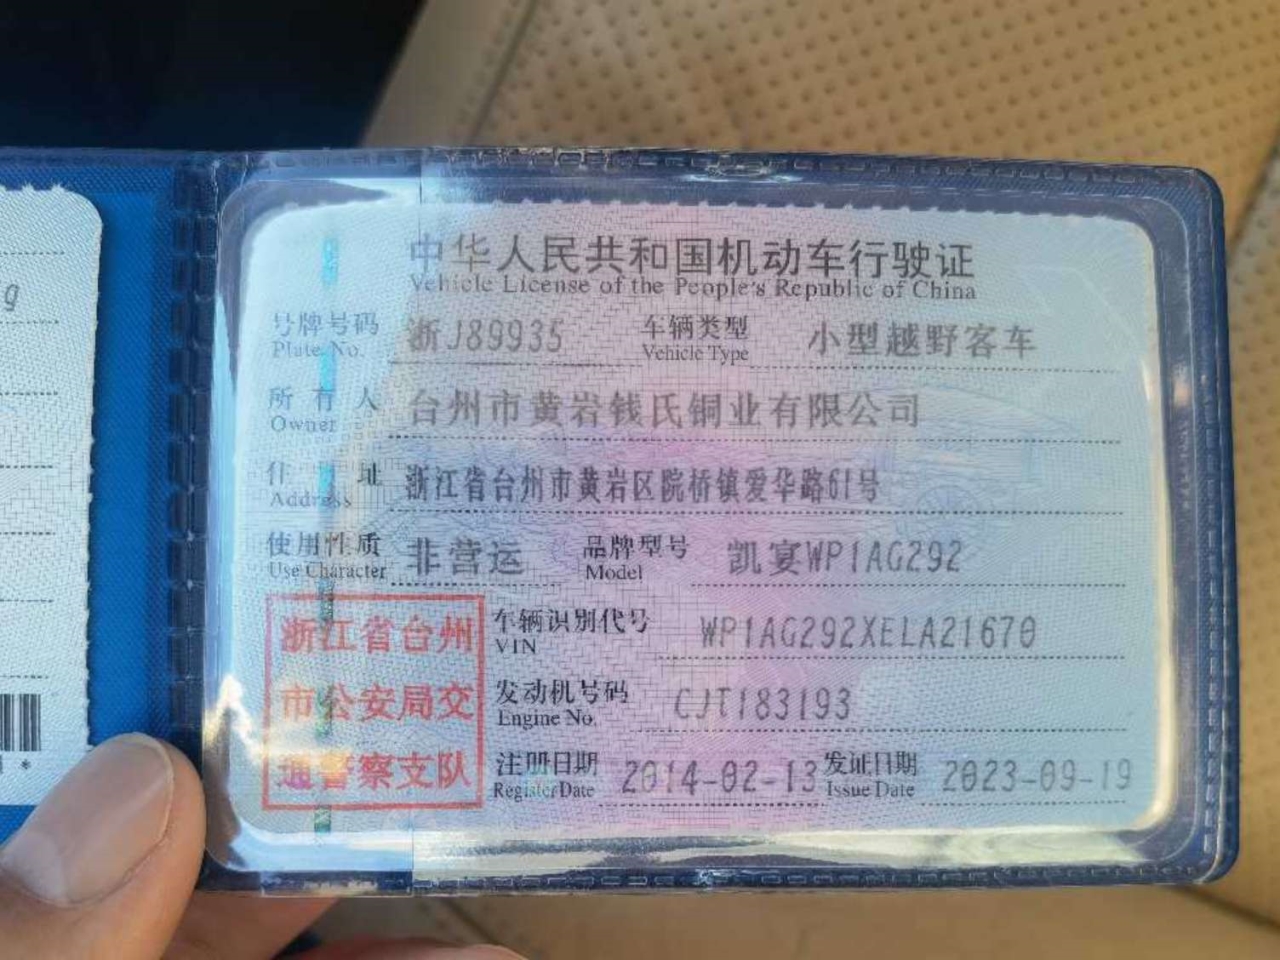 g
中华人民共和国机动车行驶证
Vehicle License of the People's Republic of China
号牌号码 浙J89935 车辆类型 小型越野客车
Plate No. Vehicle Type
所有人 台州市黄岩钱氏铜业有限公司
Owner
住址 浙江省台州市黄岩区院桥镇爱华路61号
Address
使用性质 非营运 品牌型号 凯宴WP1AG292
Use Character Model
浙江省台州
市公安局交
通警察支队
车辆识别代号 WP1AG292XELA21670
VIN
发动机号码 CJT183193
Engine No.
注册日期 2014-02-13 发证日期 2023-09-19
Register Date Issue Date